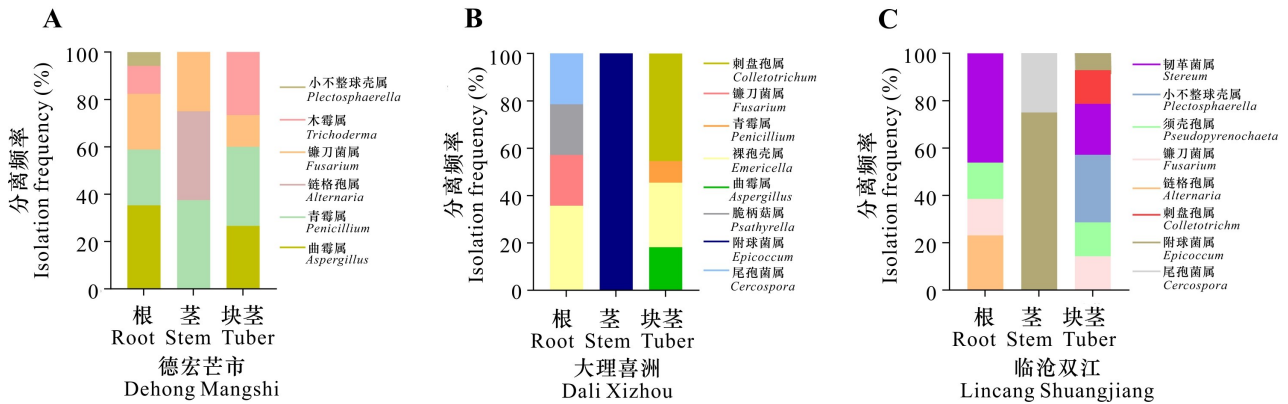 A
分离频率
Isolation frequency (%)
100
80
60
40
20
0
小不整球壳属
Plectosphaerella
木霉属
Trichoderma
镰刀菌属
Fusarium
链格孢属
Alternaria
青霉属
Penicillium
曲霉属
Aspergillus
根 茎 块茎
Root Stem Tuber
德宏芒市
Dehong Mangshi
B
分离频率
Isolation frequency (%)
100
80
60
40
20
0
刺盘孢属
Colletotrichum
镰刀菌属
Fusarium
青霉属
Penicillium
裸孢壳属
Emericella
曲霉属
Aspergillus
脆柄菇属
Psathyrella
附球菌属
Epicoccum
尾孢菌属
Cercospora
根 茎 块茎
Root Stem Tuber
大理喜洲
Dali Xizhou
C
分离频率
Isolation frequency (%)
100
80
60
40
20
0
韧革菌属
Stereum
小不整球壳属
Plectosphaerella
须壳孢属
Pseudopyrenochaeta
镰刀菌属
Fusarium
链格孢属
Alternaria
刺盘孢属
Colletotrichm
附球菌属
Epicoccum
尾孢菌属
Cercospora
根 茎 块茎
Root Stem Tuber
临沧双江
Lincang Shuangjiang